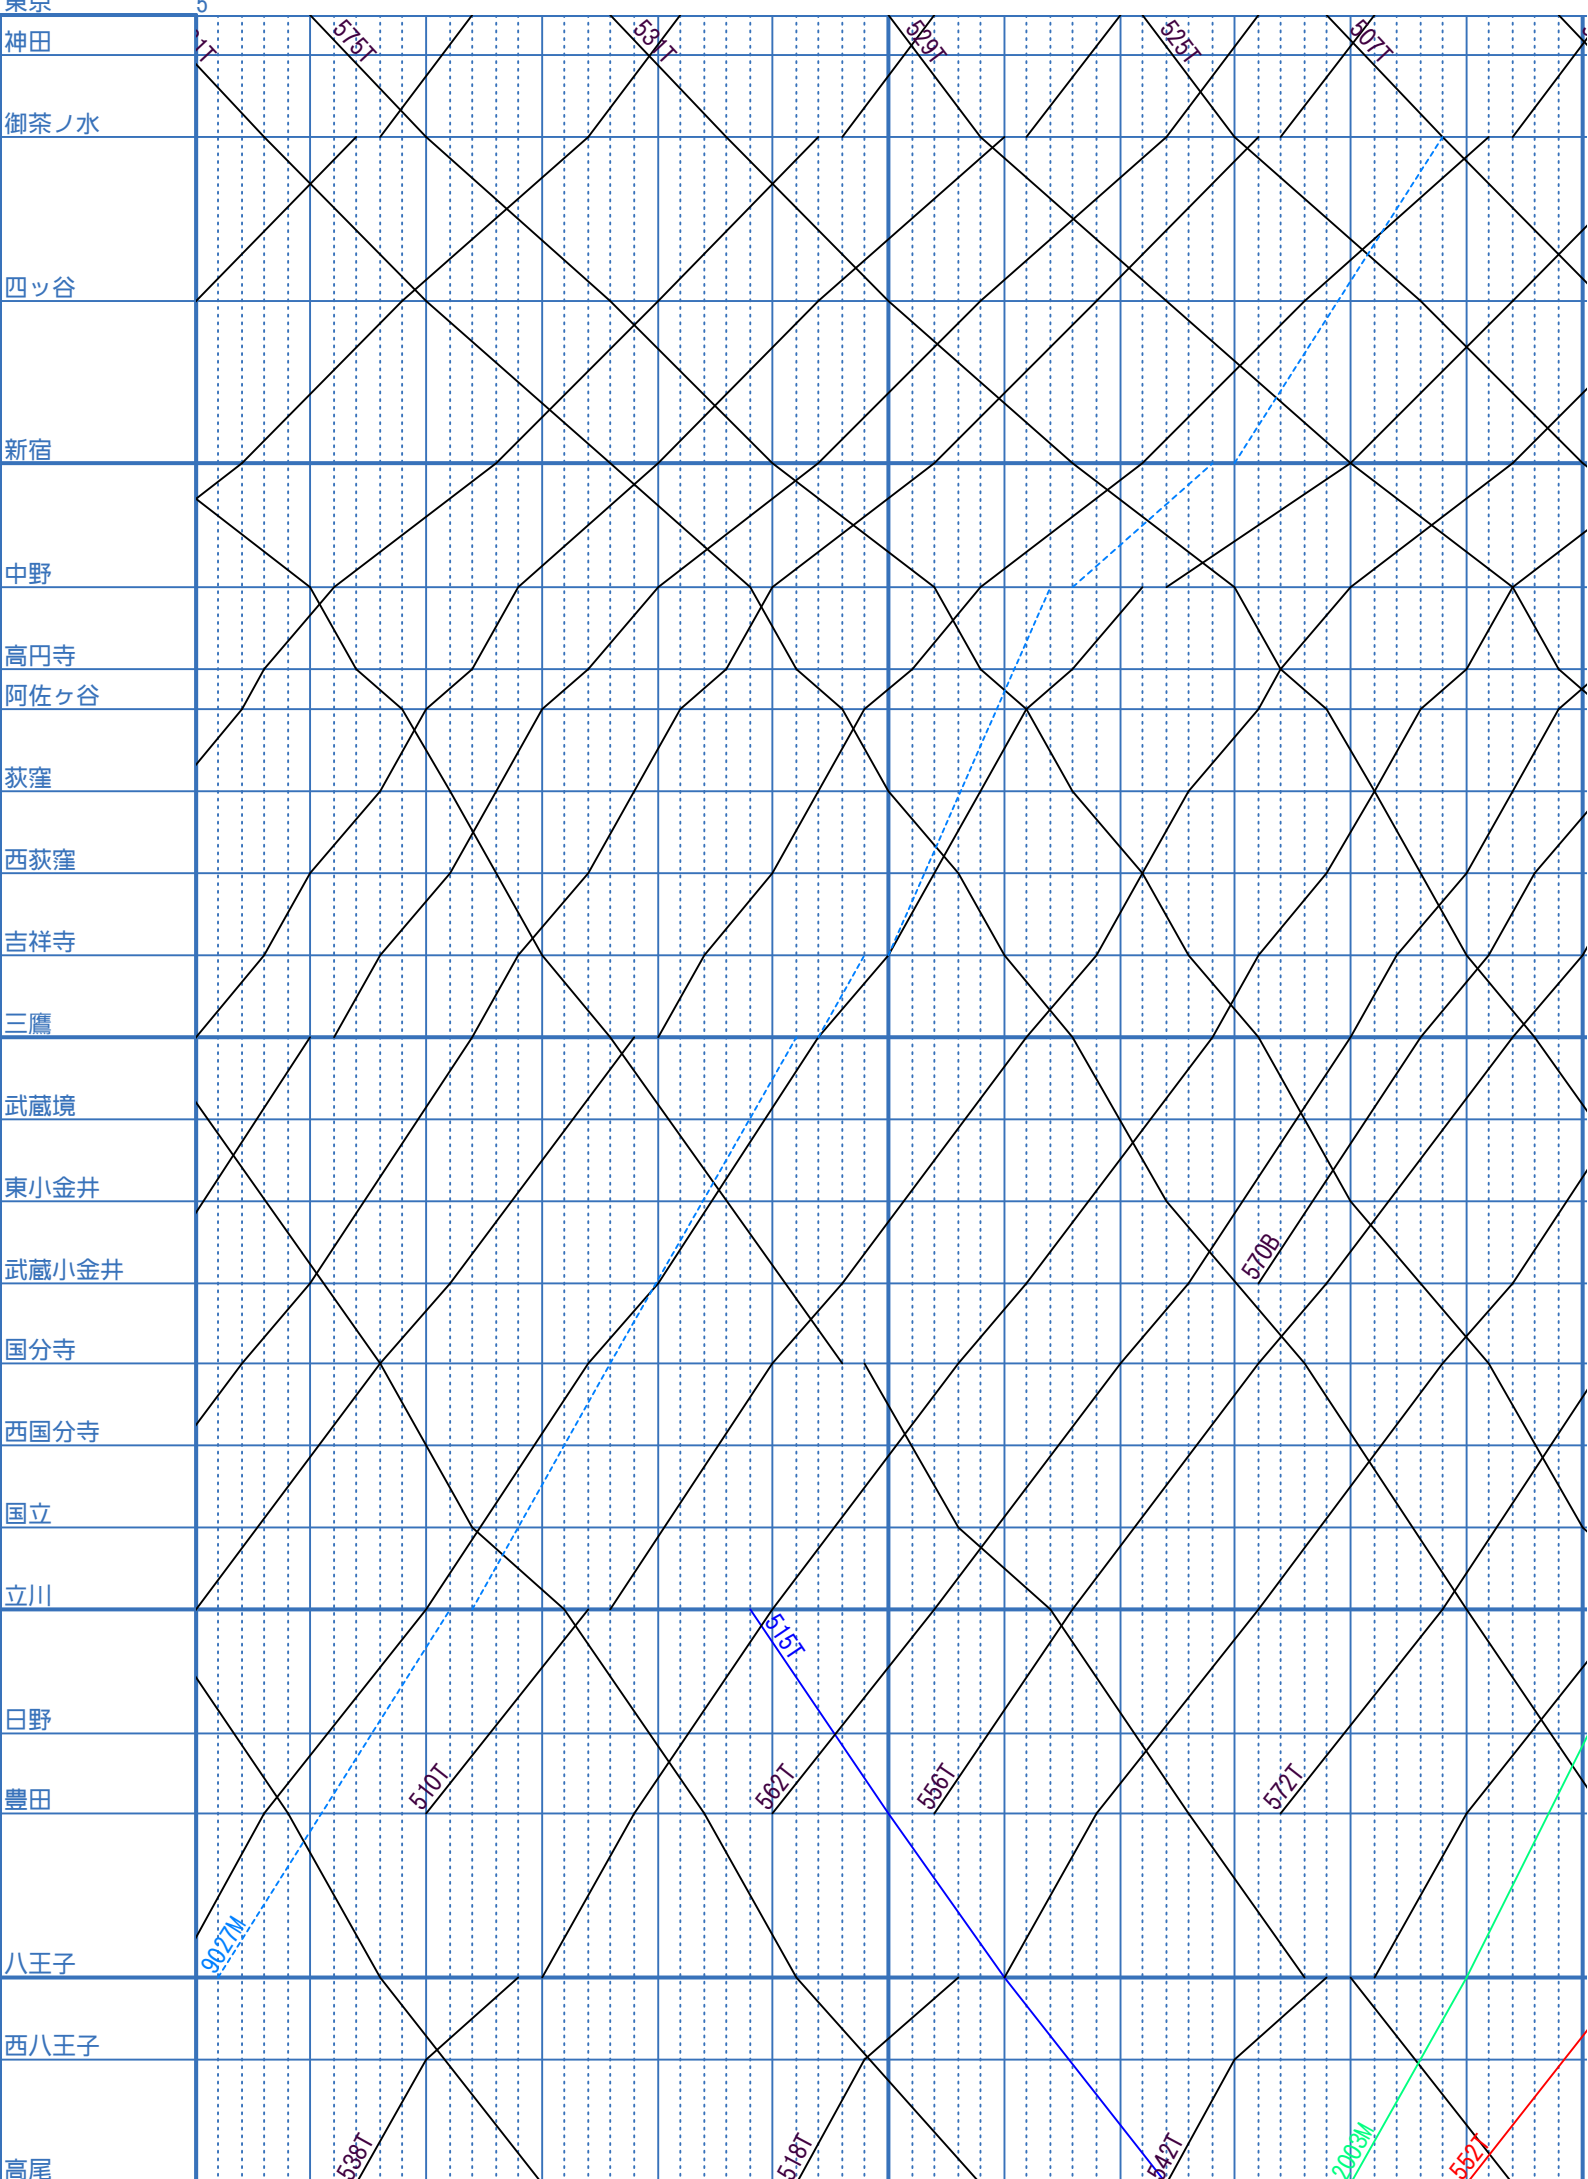 東京 5
神田 575T 531T 529T 525T 507T
御茶ノ水
四ッ谷
新宿
中野
高円寺
阿佐ヶ谷
荻窪
西荻窪
吉祥寺
三鷹
武蔵境
東小金井
武蔵小金井 570B
国分寺
西国分寺
国立
立川 515T
日野
豊田 510T 562T 556T 572T
八王子 9027M
西八王子
高尾 538T 518T 542T 2003M 552T